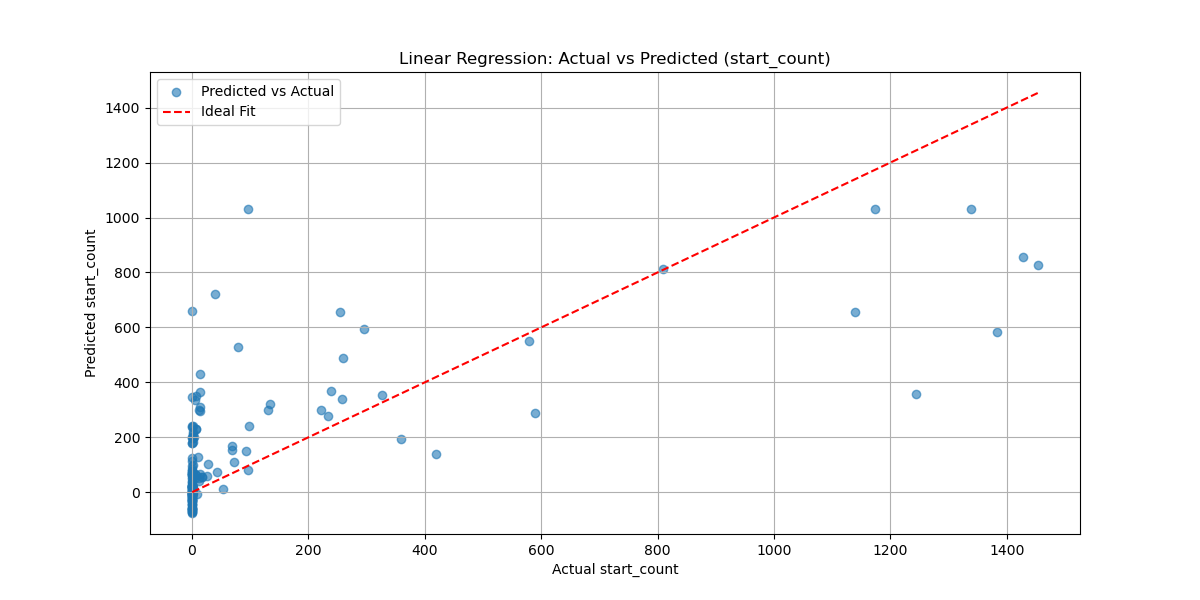 Linear Regression: Actual vs Predicted (start_count)
Predicted vs Actual
Ideal Fit
Predicted start_count
1400
1200
1000
800
600
400
200
0
0 200 400 600 800 1000 1200 1400
Actual start_count